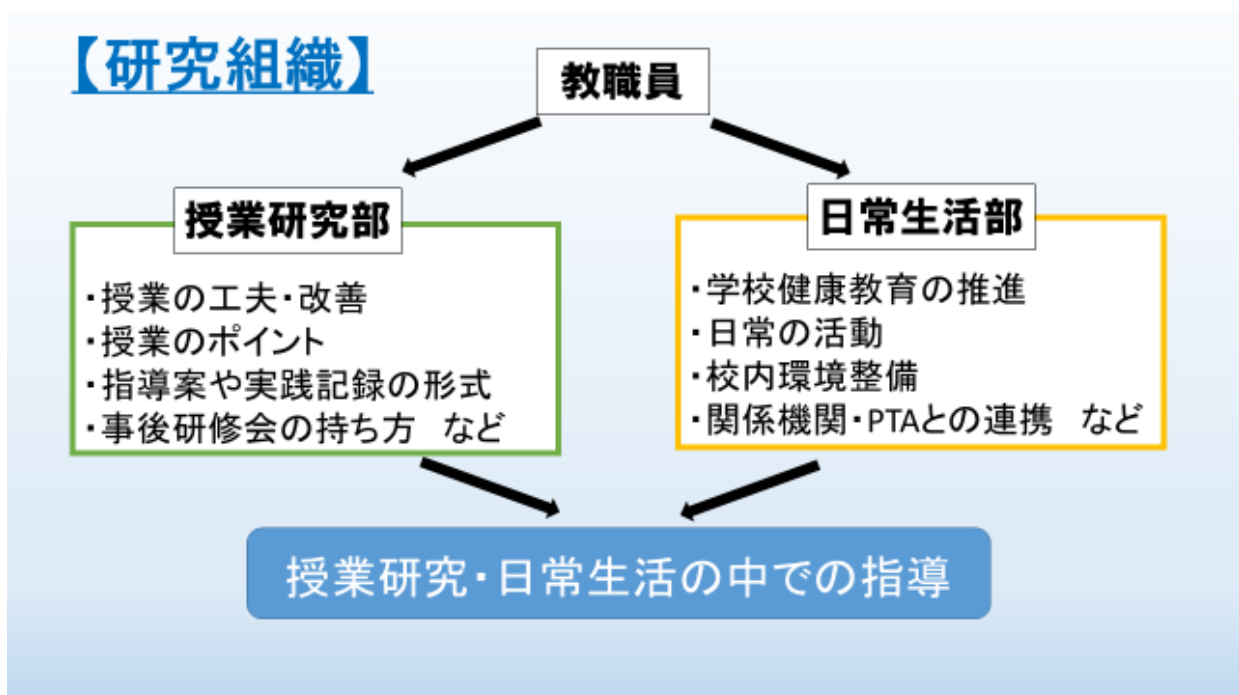 【研究組織】
教職員
授業研究部
・授業の工夫・改善
・授業のポイント
・指導案や実践記録の形式
・事後研修会の持ち方　など
日常生活部
・学校健康教育の推進
・日常の活動
・校内環境整備
・関係機関・PTAとの連携　など
授業研究・日常生活の中での指導